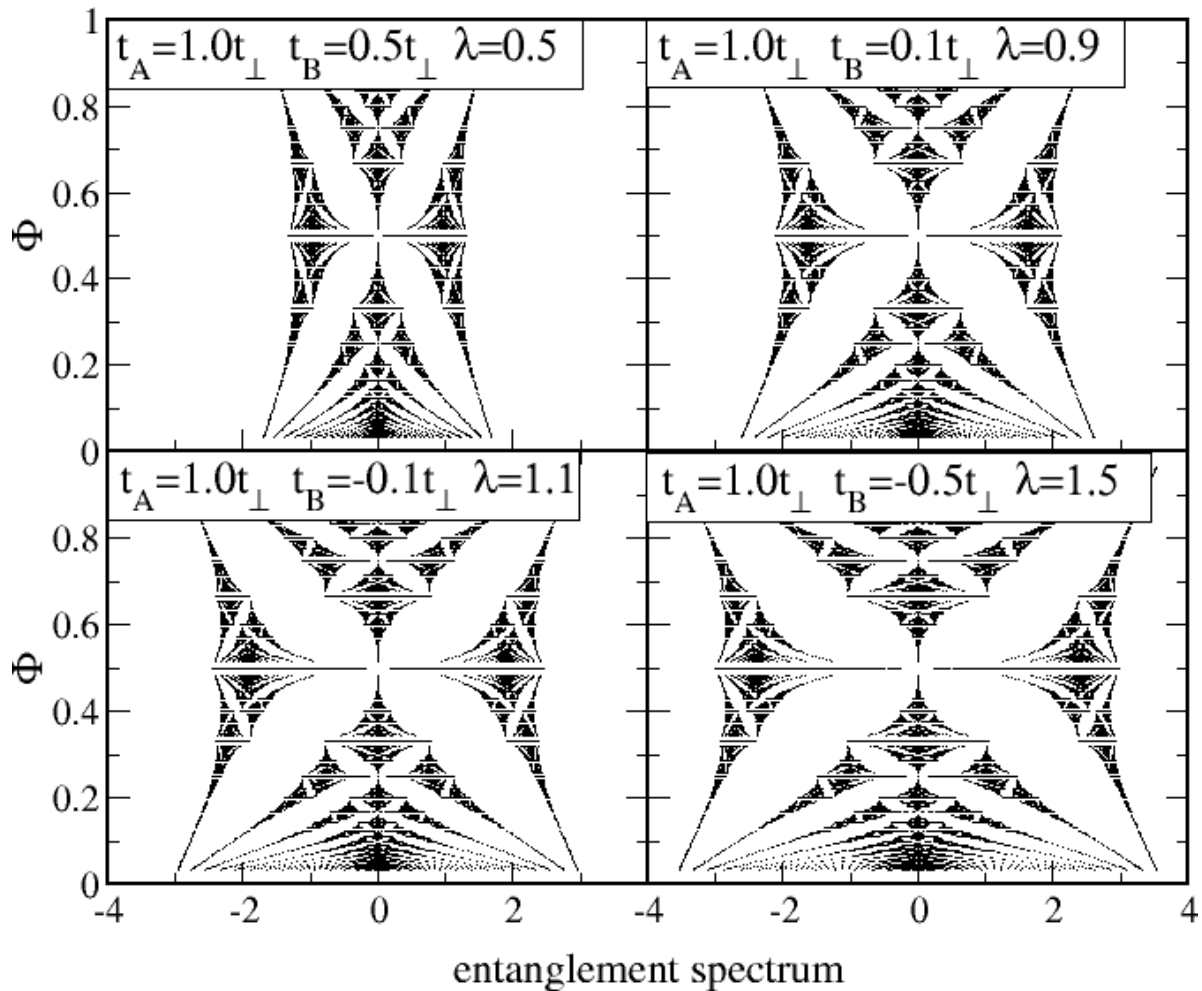 t_A=1.0t_⊥ t_B=0.5t_⊥ λ=0.5
t_A=1.0t_⊥ t_B=0.1t_⊥ λ=0.9
1
0.8
0.6
Φ
0.4
0.2
0
t_A=1.0t_⊥ t_B=-0.1t_⊥ λ=1.1
t_A=1.0t_⊥ t_B=-0.5t_⊥ λ=1.5
0.8
0.6
Φ
0.4
0.2
0
-4 -2 0 2 -4 -2 0 2 4
entanglement spectrum